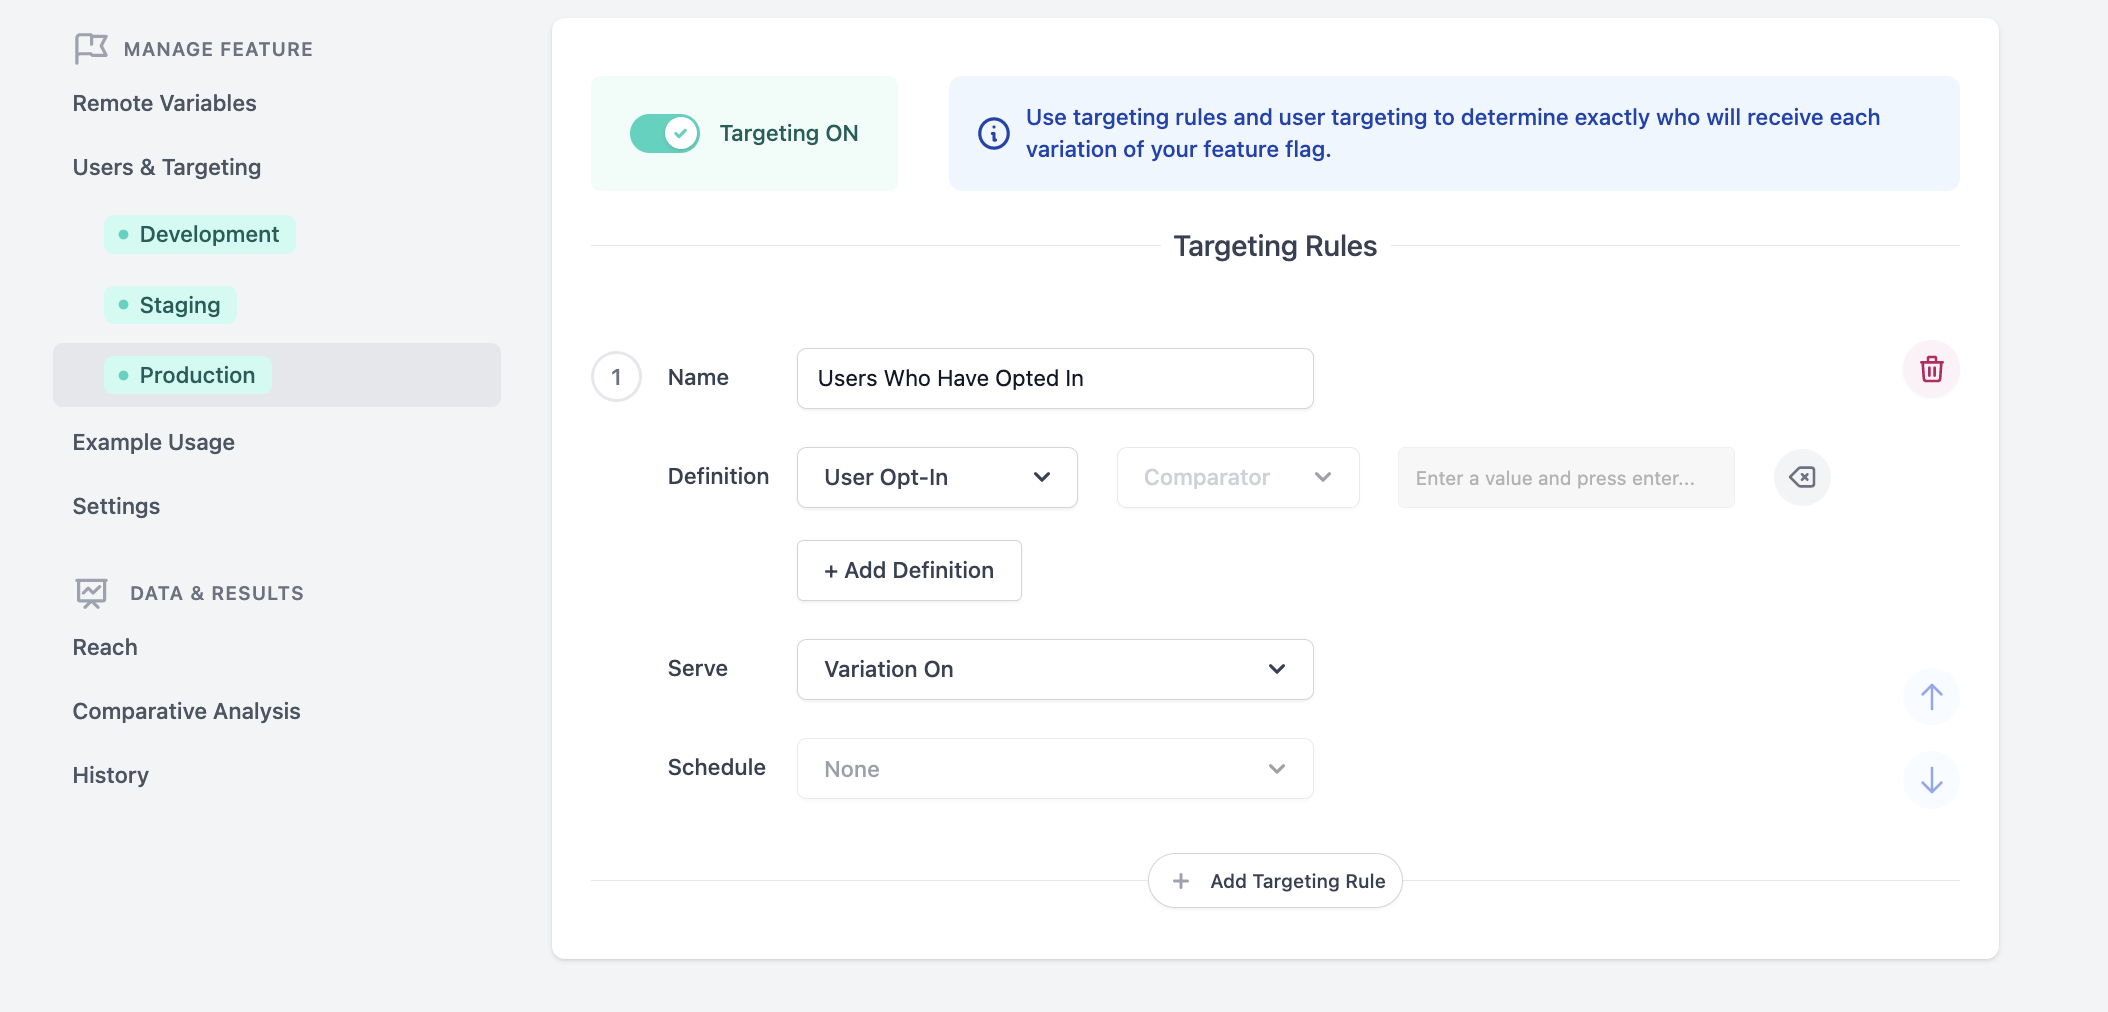 MANAGE FEATURE
Remote Variables
Users & Targeting
Development
Staging
Production
Example Usage
Settings
DATA & RESULTS
Reach
Comparative Analysis
History
Targeting ON
Use targeting rules and user targeting to determine exactly who will receive each
variation of your feature flag.
Targeting Rules
1 Name Users Who Have Opted In
Definition User Opt-In Comparator Enter a value and press enter...
+ Add Definition
Serve Variation On
Schedule None
+ Add Targeting Rule